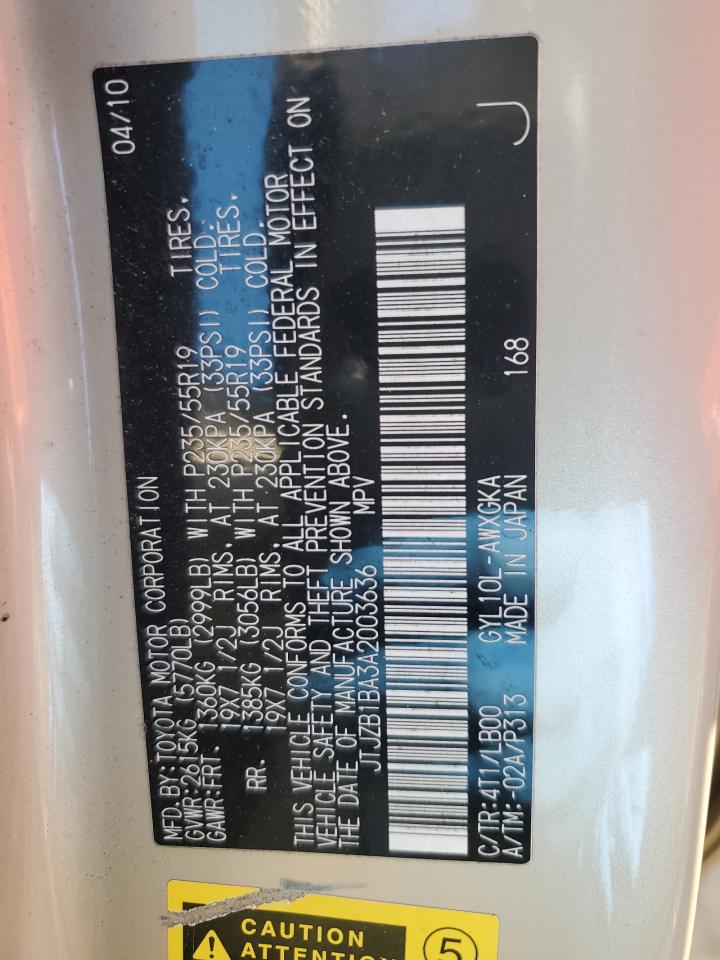 04/10
MFD. BY: TOYOTA MOTOR CORPORATION
GVWR: 2615KG (5770LB)
GAWR: FRT. 1360KG (2999LB) WITH P235/55R19 TIRES,
19X7 1/2J RIMS, AT 230KPA (33PSI) COLD.
RR. 1385KG (3056LB) WITH P235/55R19 TIRES,
19X7 1/2J RIMS, AT 230KPA (33PSI) COLD.
THIS VEHICLE CONFORMS TO ALL APPLICABLE FEDERAL MOTOR
VEHICLE SAFETY AND THEFT PREVENTION STANDARDS IN EFFECT ON
THE DATE OF MANUFACTURE SHOWN ABOVE.
JTJZB1BA3A2003636 MPV
C/TR: 4T1/LB00 GYL10L-AWXGKA 168 J
A/TM: -02A/P313 MADE IN JAPAN
CAUTION
ATTENTION
5